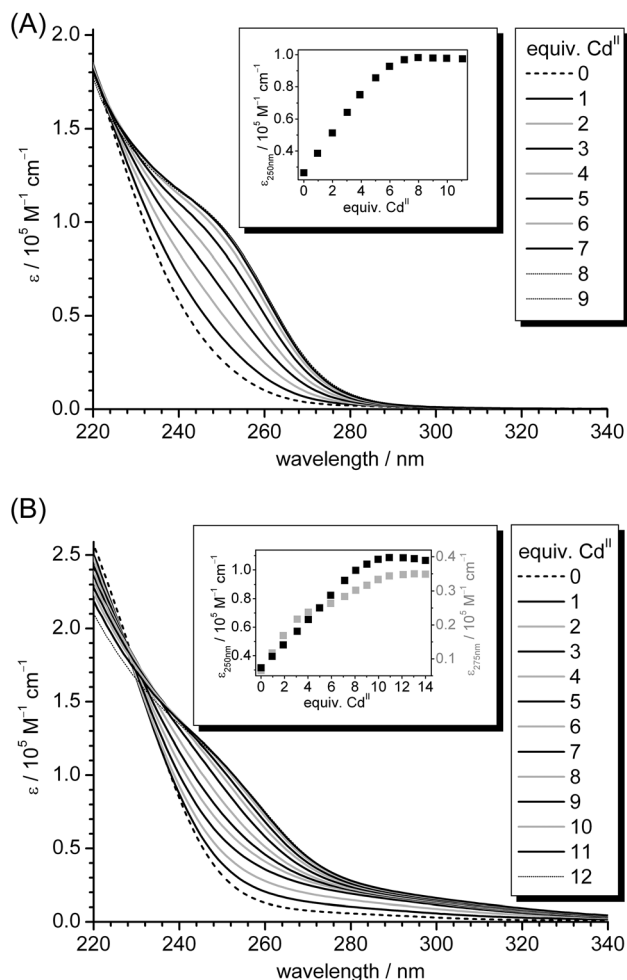 (A)
2.0
1.5
1.0
0.5
0.0
ε / 10⁵ M⁻¹ cm⁻¹
220 240 260 280 300 320 340
wavelength / nm
1.0
0.8
0.6
0.4
ε250nm / 10⁵ M⁻¹ cm⁻¹
0 2 4 6 8 10
equiv. Cdᴵᴵ
equiv. Cdᴵᴵ
0
1
2
3
4
5
6
7
8
9
(B)
2.5
2.0
1.5
1.0
0.5
0.0
ε / 10⁵ M⁻¹ cm⁻¹
220 240 260 280 300 320 340
wavelength / nm
1.0
0.8
0.6
0.4
ε250nm / 10⁵ M⁻¹ cm⁻¹
0.4
0.3
0.2
0.1
ε275nm / 10⁵ M⁻¹ cm⁻¹
0 2 4 6 8 10 12 14
equiv. Cdᴵᴵ
equiv. Cdᴵᴵ
0
1
2
3
4
5
6
7
8
9
10
11
12